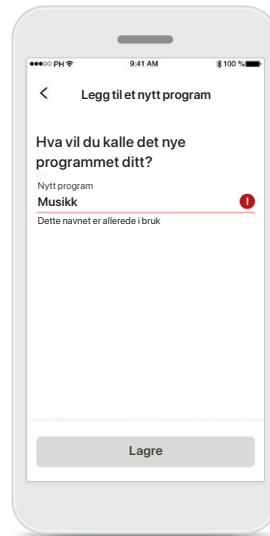 PH 9:41 AM 100 %
Legg til et nytt program
Hva vil du kalle det nye
programmet ditt?
Nytt program
Musikk
!
Dette navnet er allerede i bruk
Lagre